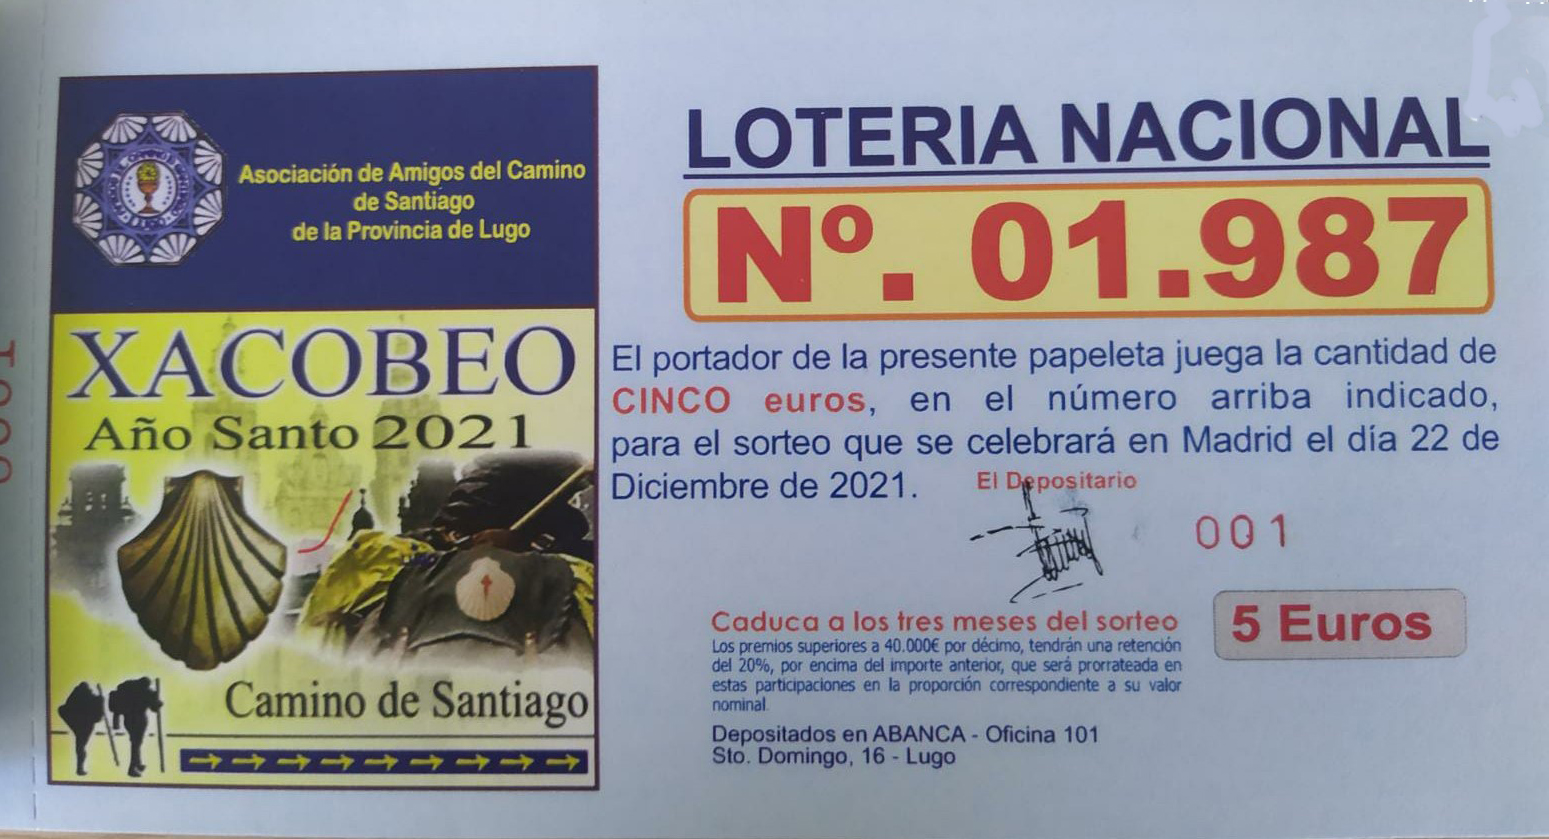 Asociación de Amigos del Camino
de Santiago
de la Provincia de Lugo
XACOBEO
Año Santo 2021
Camino de Santiago
LOTERIA NACIONAL
Nº. 01.987
El portador de la presente papeleta juega la cantidad de
CINCO euros, en el número arriba indicado,
para el sorteo que se celebrará en Madrid el día 22 de
Diciembre de 2021.
El Depositario
001
5 Euros
Caduca a los tres meses del sorteo
Los premios superiores a 40.000€ por décimo, tendrán una retención
del 20%, por encima del importe anterior, que será prorrateada en
estas participaciones en la proporción correspondiente a su valor
nominal.
Depositados en ABANCA - Oficina 101
Sto. Domingo, 16 - Lugo